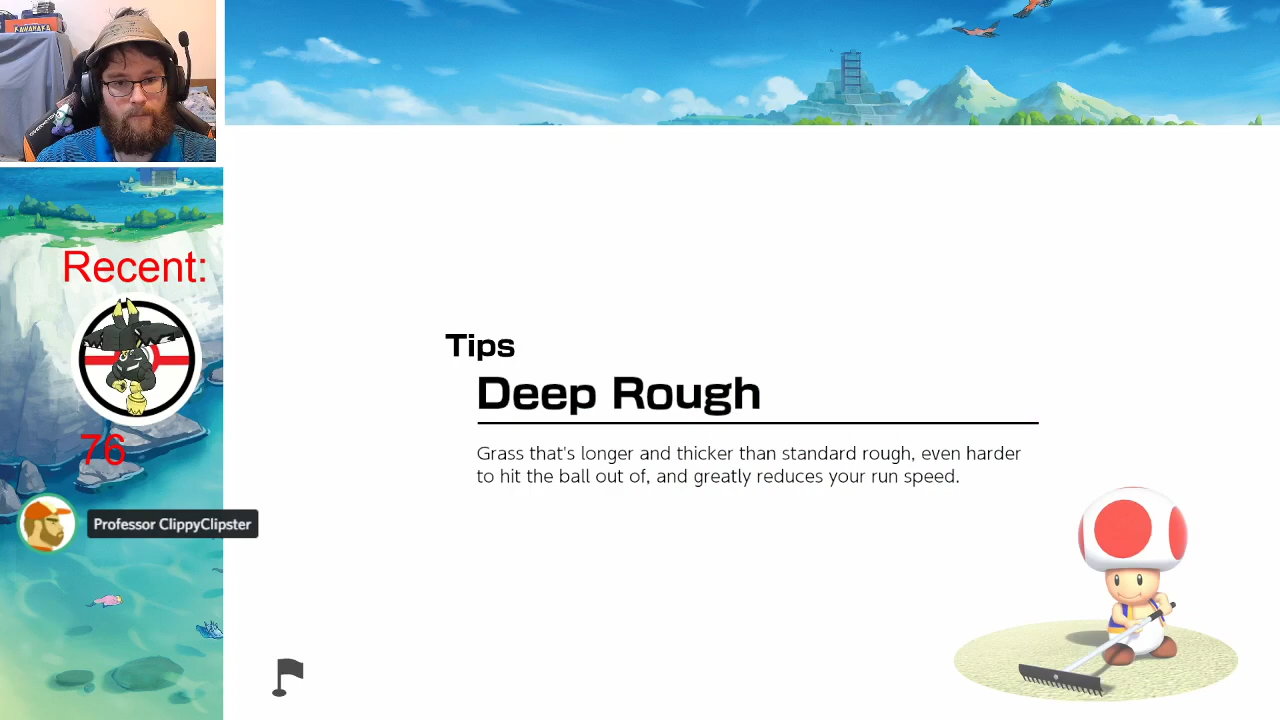 KAWAHARA
Recent:
76
Professor ClippyClipster
Tips
Deep Rough
Grass that's longer and thicker than standard rough, even harder
to hit the ball out of, and greatly reduces your run speed.